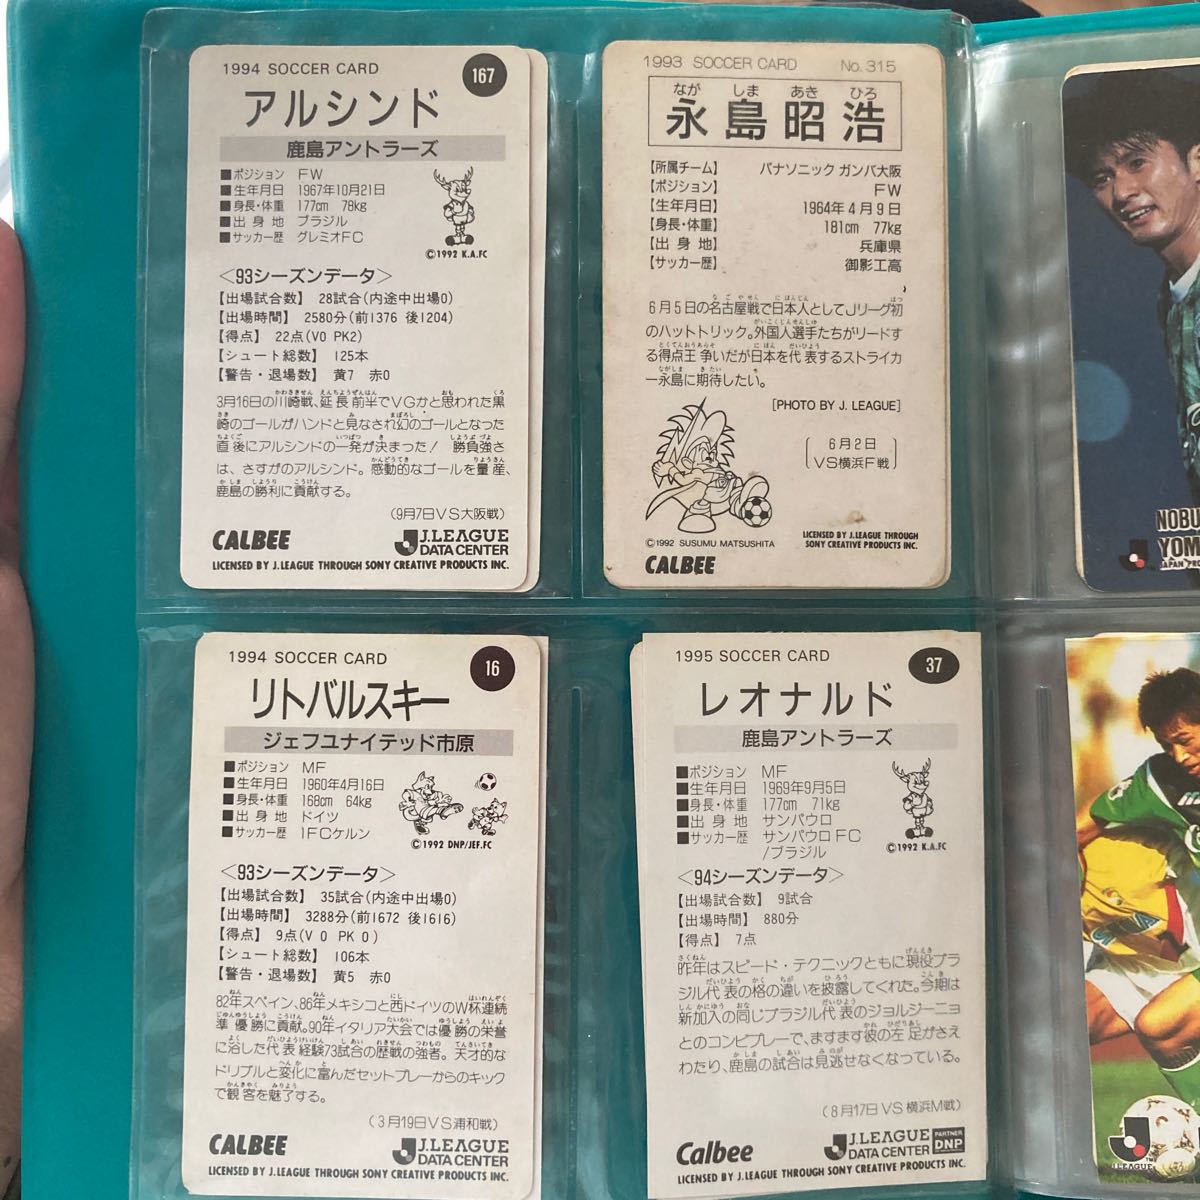 1994 SOCCER CARD
167
アルシンド
鹿島アントラーズ
■ポジション FW
■生年月日 1967年10月21日
■身長・体重 177cm 78kg
■出身地 ブラジル
■サッカー歴 グレミオFC
©1992 K.A.FC
<93シーズンデータ>
【出場試合数】 28試合(内途中出場0)
【出場時間】 2580分(前1376 後1204)
【得点】 22点(V0 PK2)
【シュート総数】 125本
【警告・退場数】 黄7 赤0
3月16日の川崎戦、延長前半でVGかと思われた黒
崎のゴールがハンドと見なされ幻のゴールとなった
直後にアルシンドの一発が決まった! 勝負強さ
は、さすがのアルシンド。感動的なゴールを量産、
鹿島の勝利に貢献する。
(9月7日VS大阪戦)
CALBEE
J.LEAGUE
DATA CENTER
LICENSED BY J.LEAGUE THROUGH SONY CREATIVE PRODUCTS INC.
1993 SOCCER CARD No.315
なが しま あき ひろ
永島昭浩
【所属チーム】 パナソニック ガンバ大阪
【ポジション】 FW
【生年月日】 1964年4月9日
【身長・体重】 181cm 77kg
【出身地】 兵庫県
【サッカー歴】 御影工高
6月5日の名古屋戦で日本人としてJリーグ初
のハットトリック。外国人選手たちがリードす
る得点王争いだが日本を代表するストライカ
ー永島に期待したい。
[PHOTO BY J. LEAGUE]
6月2日
VS横浜F戦
©1992 SUSUMU MATSUSHITA
LICENSED BY J.LEAGUE THROUGH
SONY CREATIVE PRODUCTS INC.
CALBEE
1994 SOCCER CARD
16
リトバルスキー
ジェフユナイテッド市原
■ポジション MF
■生年月日 1960年4月16日
■身長・体重 168cm 64kg
■出身地 ドイツ
■サッカー歴 1FCケルン
©1992 DNP/JEF.FC
<93シーズンデータ>
【出場試合数】 35試合(内途中出場0)
【出場時間】 3288分(前1672 後1616)
【得点】 9点(V 0 PK 0)
【シュート総数】 106本
【警告・退場数】 黄5 赤0
82年スペイン、86年メキシコと西ドイツのW杯連続
準優勝に貢献。90年イタリア大会では優勝の栄誉
に浴した代表経験73試合の歴戦の強者。天才的な
ドリブルと変化に富んだセットプレーからのキック
で観客を魅了する。
(3月19日VS浦和戦)
CALBEE
J.LEAGUE
DATA CENTER
LICENSED BY J.LEAGUE THROUGH SONY CREATIVE PRODUCTS INC.
1995 SOCCER CARD
37
レオナルド
鹿島アントラーズ
■ポジション MF
■生年月日 1969年9月5日
■身長・体重 177cm 71kg
■出身地 サンパウロ
■サッカー歴 サンパウロFC
/ブラジル
©1992 K.A.FC
<94シーズンデータ>
【出場試合数】 9試合
【出場時間】 880分
【得点】 7点
昨年はスピード・テクニックともに現役ブラ
ジル代表の格の違いを披露してくれた。今期は
新加入の同じブラジル代表のジョルジーニョ
とのコンビプレーで、ますます彼の左足がさえ
わたり、鹿島の試合は見逃せなくなっている。
(8月17日VS横浜M戦)
Calbee
J.LEAGUE
DATA CENTER
PARTNER
DNP
LICENSED BY J.LEAGUE THROUGH SONY CREATIVE PRODUCTS INC.
NOBU
YOM
JAPAN PRO
J.LEAGUE